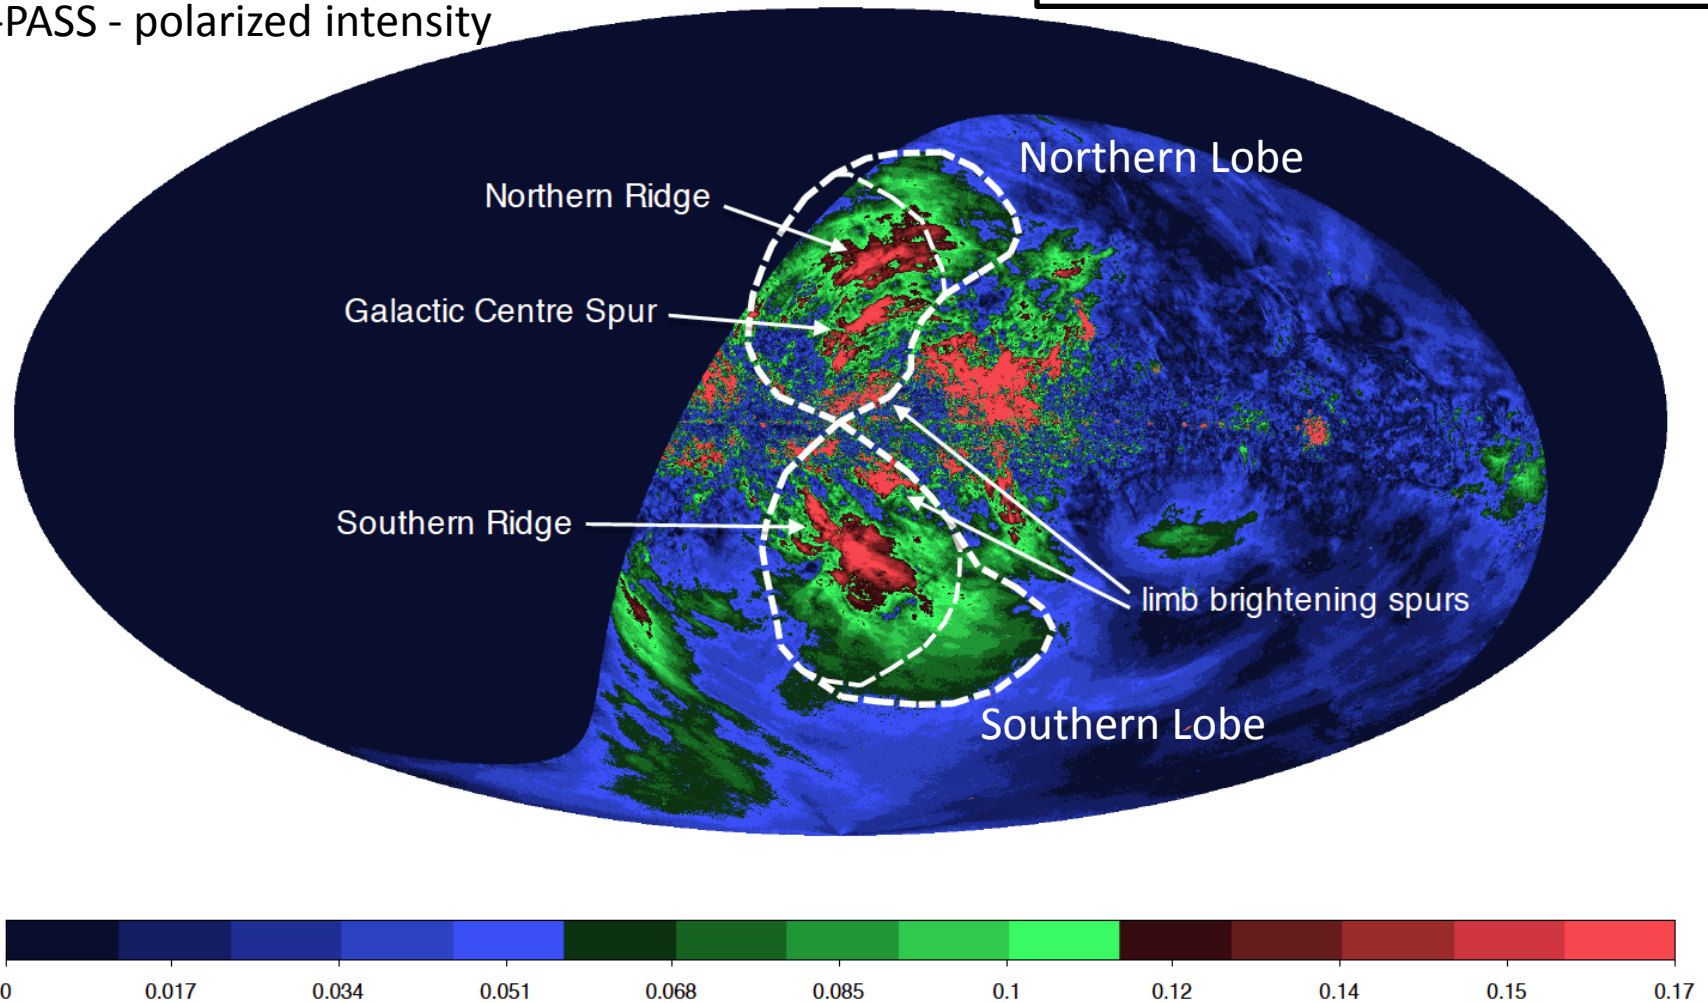 -PASS - polarized intensity
Northern Lobe
Northern Ridge
Galactic Centre Spur
Southern Ridge
limb brightening spurs
Southern Lobe
0 0.017 0.034 0.051 0.068 0.085 0.1 0.12 0.14 0.15 0.17